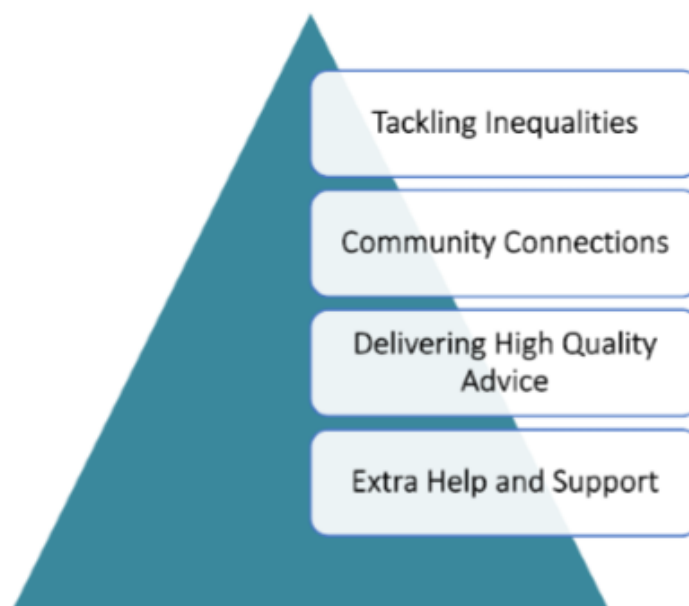 Tackling Inequalities
Community Connections
Delivering High Quality
Advice
Extra Help and Support